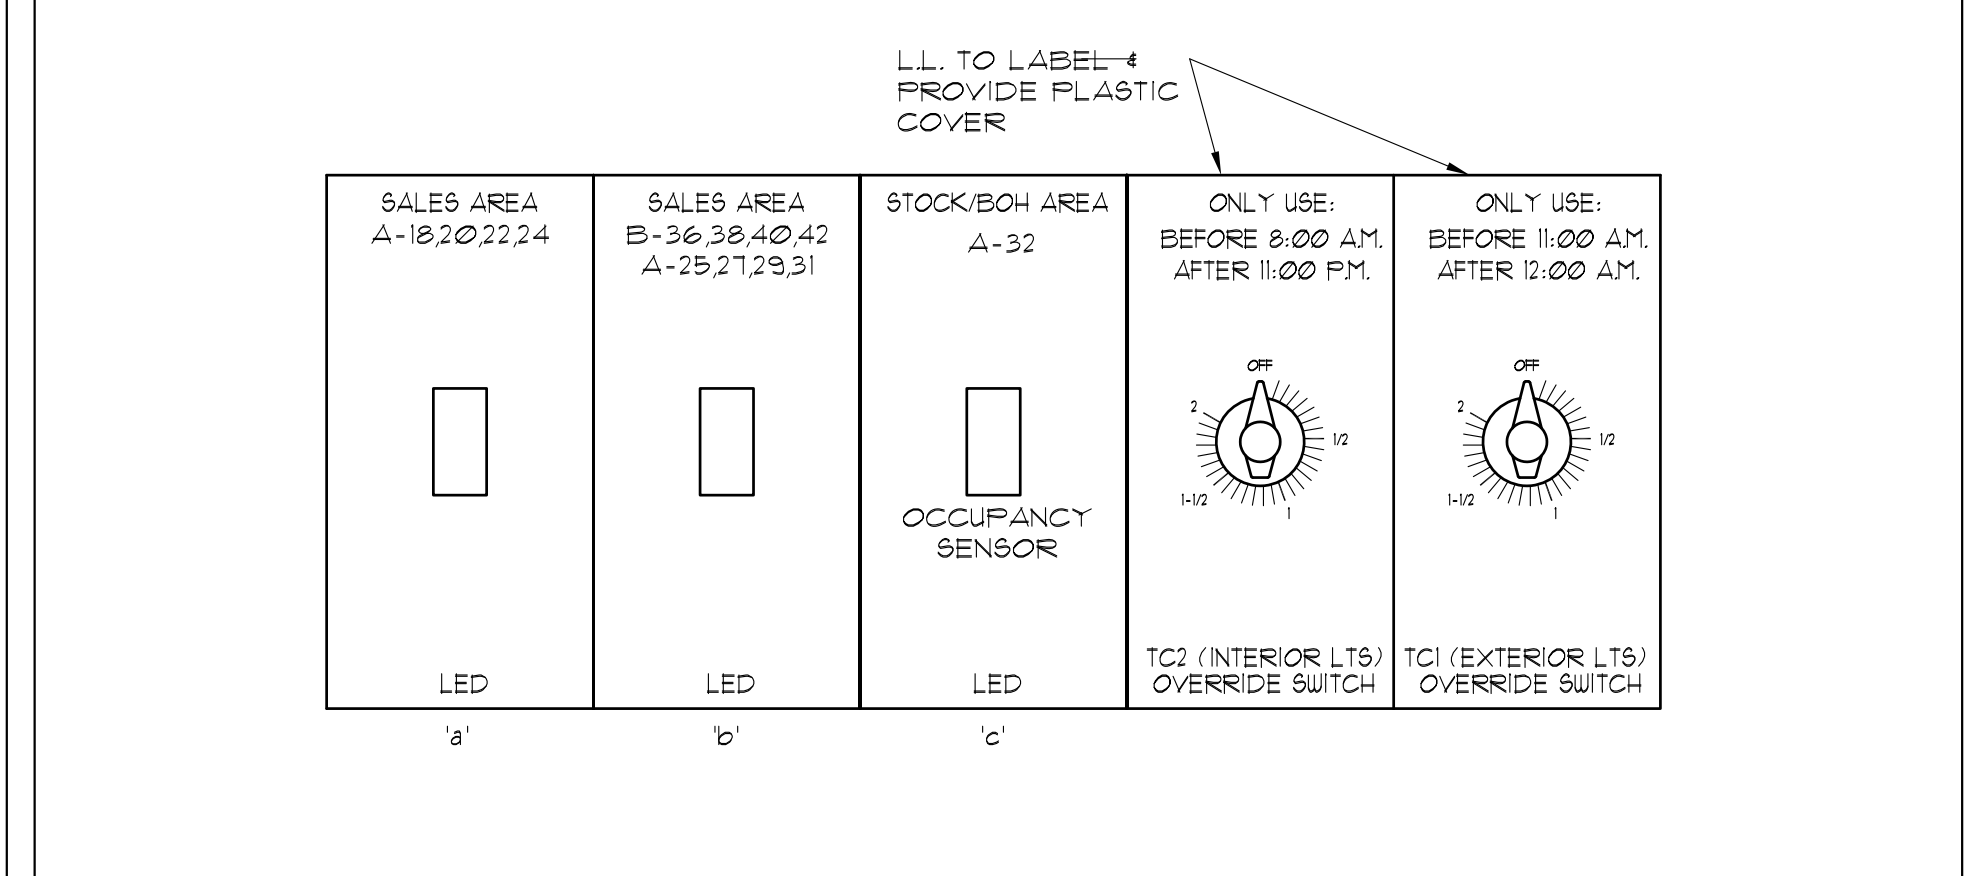 L.L. TO LABEL &
PROVIDE PLASTIC
COVER
SALES AREA
A-18,20,22,24
LED
'a'
SALES AREA
B-36,38,40,42
A-25,27,29,31
LED
'b'
STOCK/BOH AREA
A-32
OCCUPANCY
SENSOR
LED
'c'
ONLY USE:
BEFORE 8:00 A.M.
AFTER 11:00 P.M.
OFF
2
1/2
1-1/2
1
TC2 (INTERIOR LTS)
OVERRIDE SWITCH
ONLY USE:
BEFORE 11:00 A.M.
AFTER 12:00 A.M.
OFF
2
1/2
1-1/2
1
TC1 (EXTERIOR LTS)
OVERRIDE SWITCH